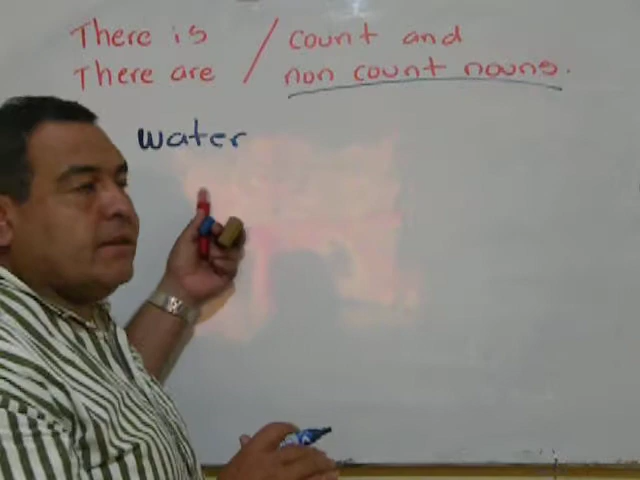 There is / count and
There are / non count nouns.
water